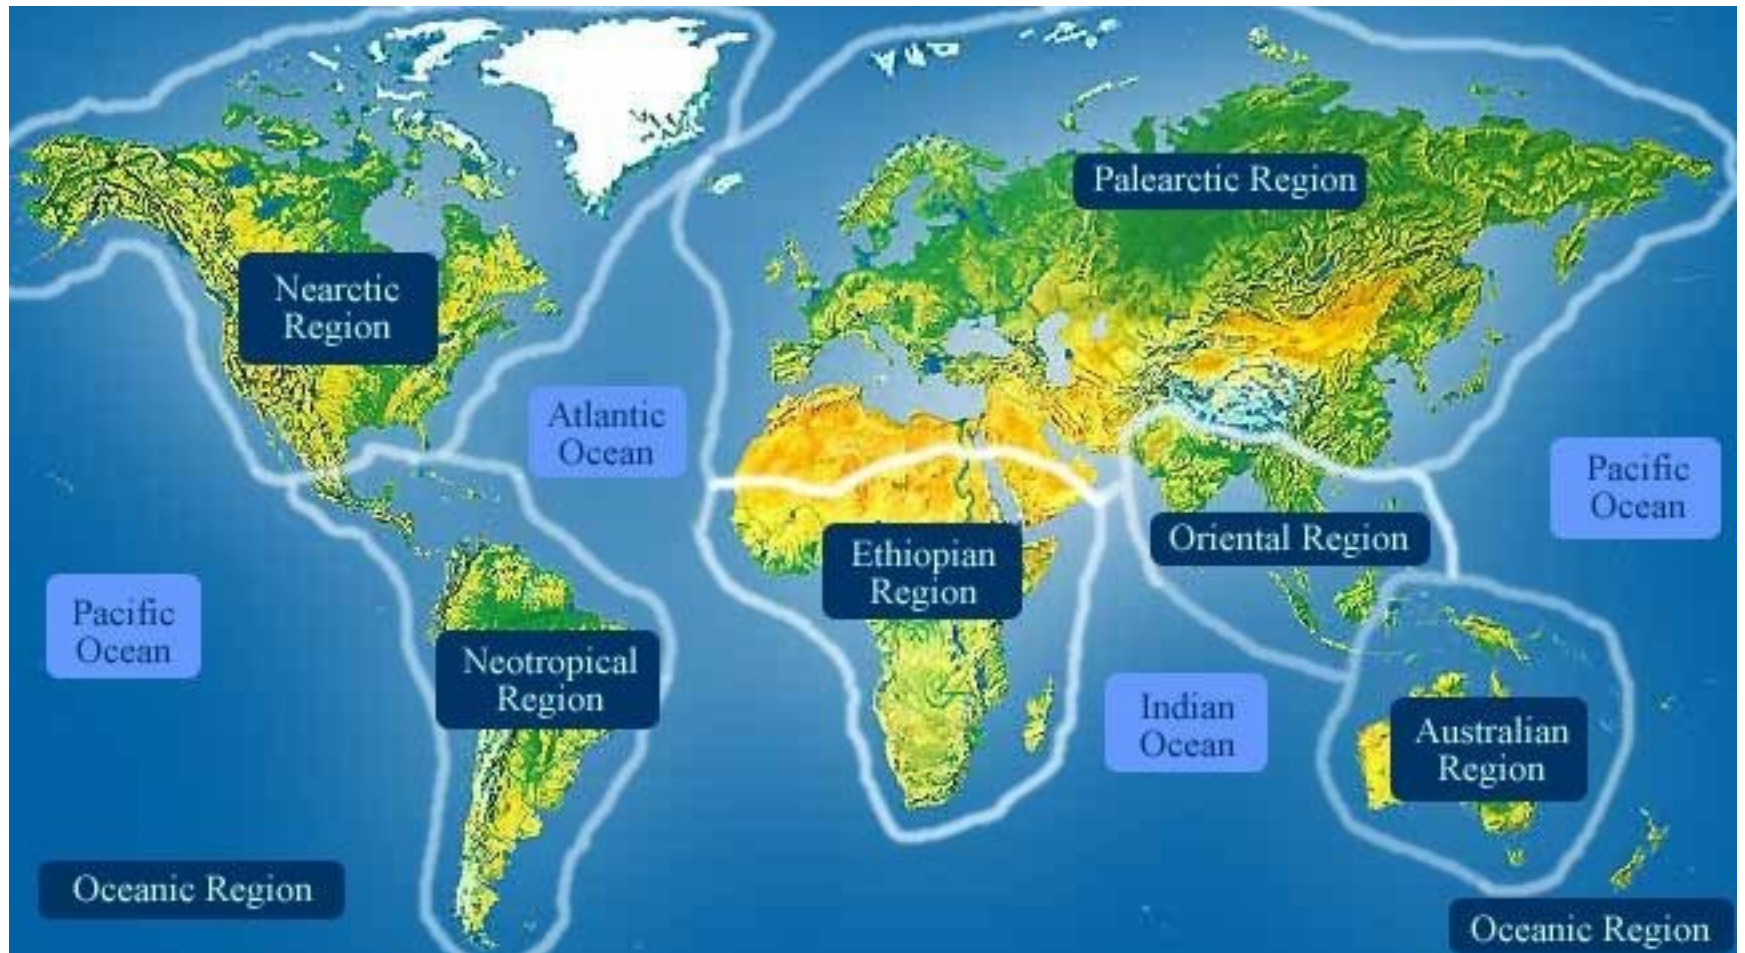 Palearctic Region
Nearctic
Region
Atlantic
Ocean
Pacific
Ocean
Oriental Region
Ethiopian
Region
Pacific
Ocean
Neotropical
Region
Indian
Ocean
Australian
Region
Oceanic Region
Oceanic Region